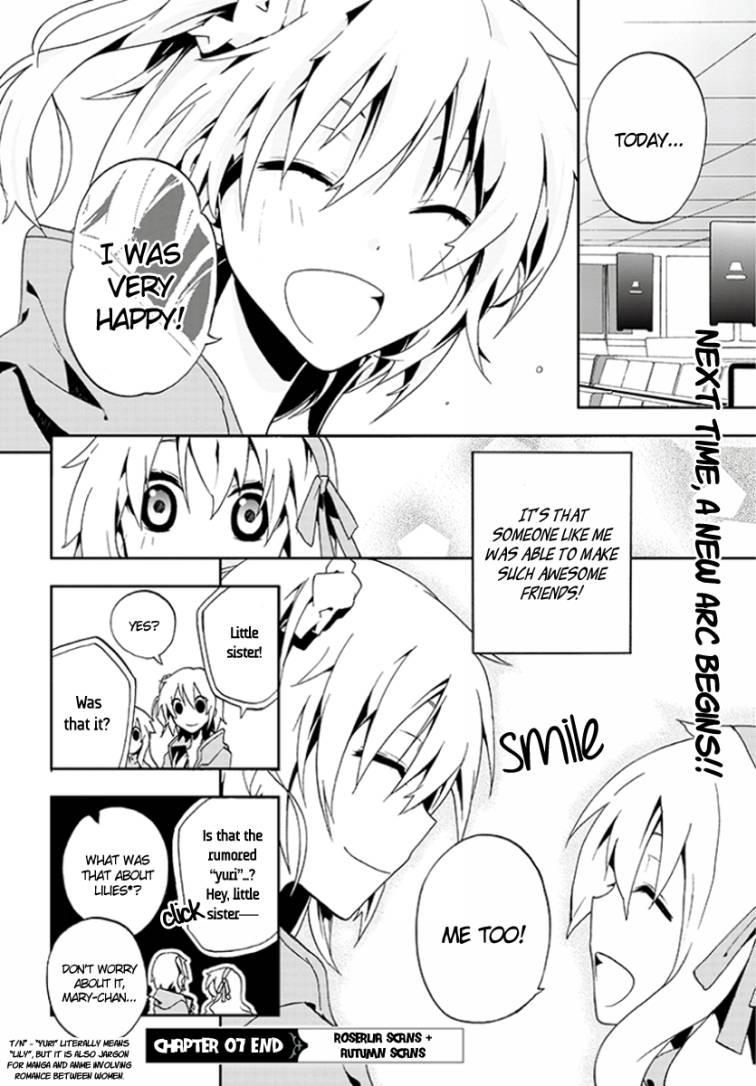 TODAY...
I WAS
VERY
HAPPY!
IT'S THAT
SOMEONE LIKE ME
WAS ABLE TO MAKE
SUCH AWESOME
FRIENDS!
smile
ME TOO!
Little
sister!
YES?
Was
that it?
Is that the
rumored
"yuri"...?
Hey, little
sister—
click
WHAT WAS
THAT ABOUT
LILIES*?
DON'T WORRY
ABOUT IT,
MARY-CHAN...
NEXT TIME, A NEW ARC BEGINS!!
T/N* - "YURI" LITERALLY MEANS
"LILY", BUT IT IS ALSO JARGON
FOR MANGA AND ANIME INVOLVING
ROMANCE BETWEEN WOMEN.
CHAPTER 07 END
ROSERLIA SCANS +
AUTUMN SCANS